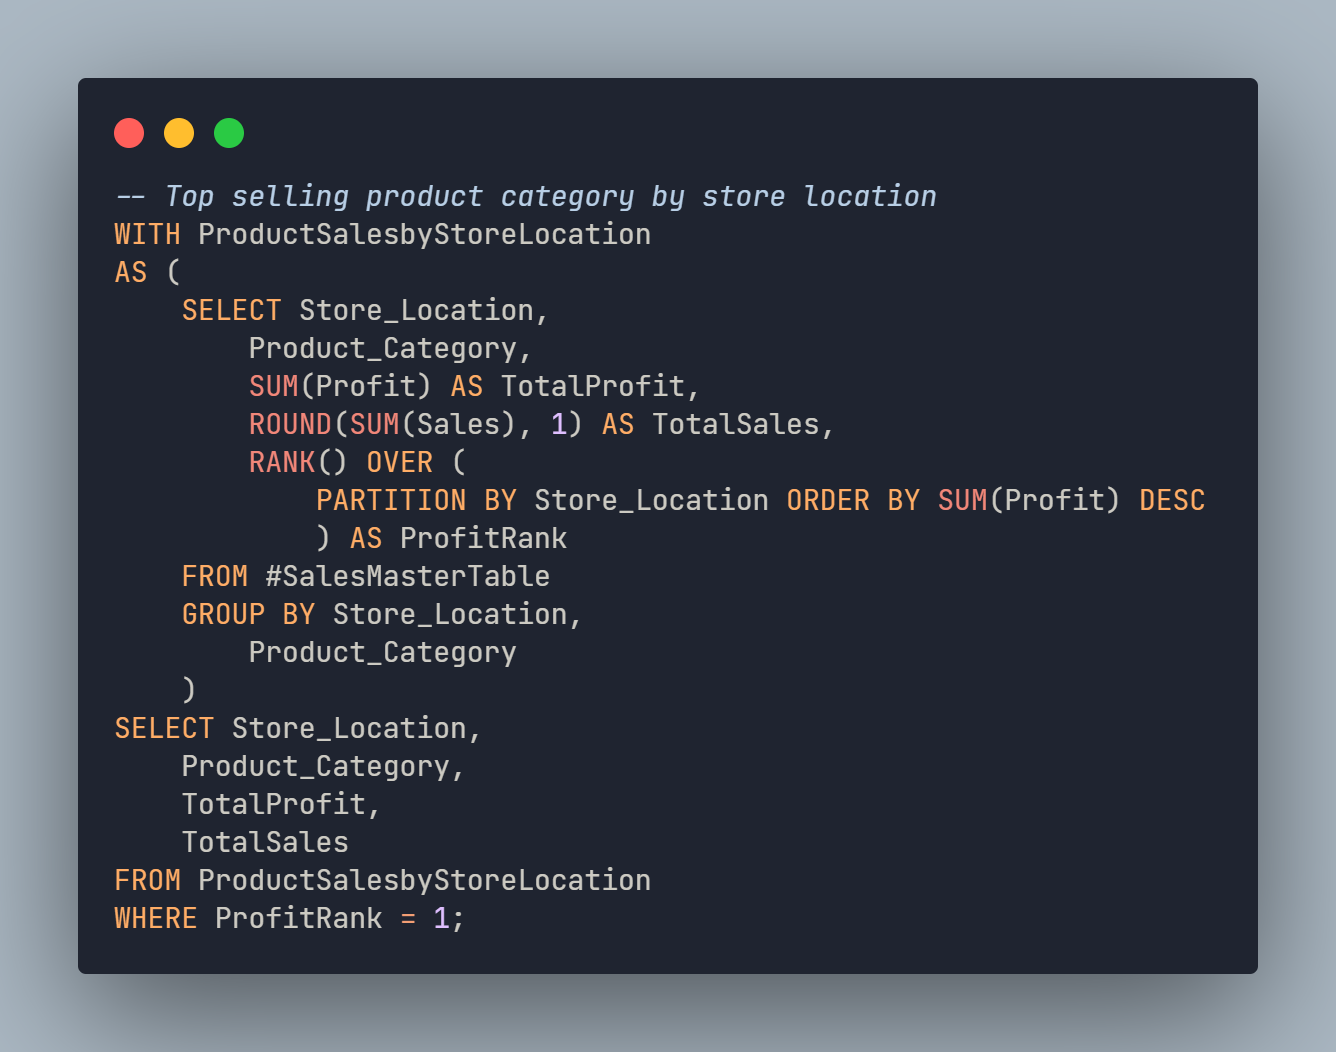 -- Top selling product category by store location
WITH ProductSalesbyStoreLocation
AS (
    SELECT Store_Location,
        Product_Category,
        SUM(Profit) AS TotalProfit,
        ROUND(SUM(Sales), 1) AS TotalSales,
        RANK() OVER (
            PARTITION BY Store_Location ORDER BY SUM(Profit) DESC
            ) AS ProfitRank
    FROM #SalesMasterTable
    GROUP BY Store_Location,
        Product_Category
    )
SELECT Store_Location,
    Product_Category,
    TotalProfit,
    TotalSales
FROM ProductSalesbyStoreLocation
WHERE ProfitRank = 1;